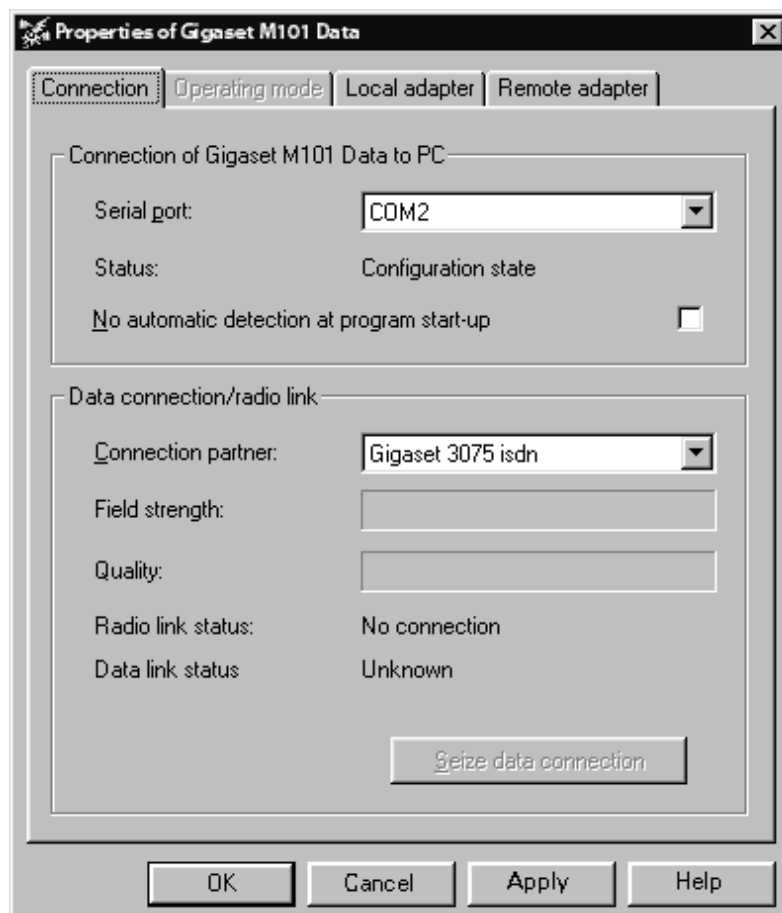 Properties of Gigaset M101 Data
Connection Operating mode Local adapter Remote adapter
Connection of Gigaset M101 Data to PC
Serial port: COM2
Status: Configuration state
No automatic detection at program start-up
Data connection/radio link
Connection partner: Gigaset 3075 isdn
Field strength:
Quality:
Radio link status: No connection
Data link status Unknown
Seize data connection
OK Cancel Apply Help